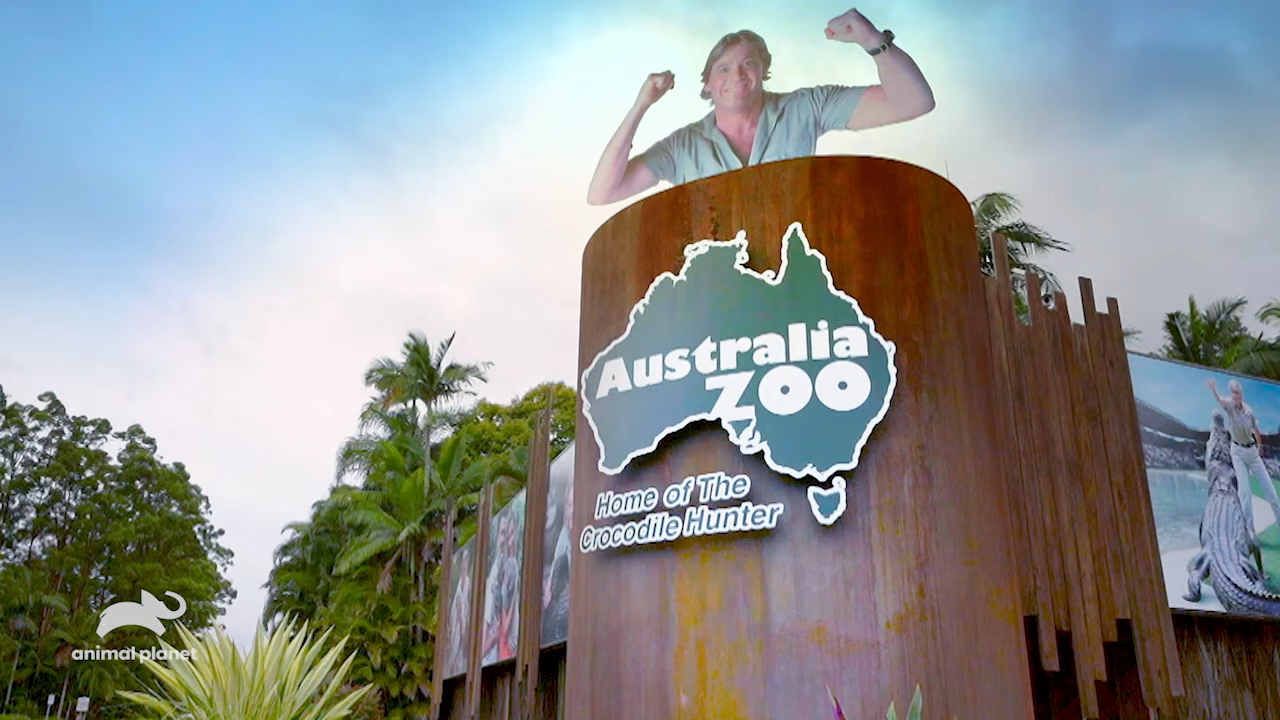 Australia
ZOO
Home of The
Crocodile Hunter
animal planet